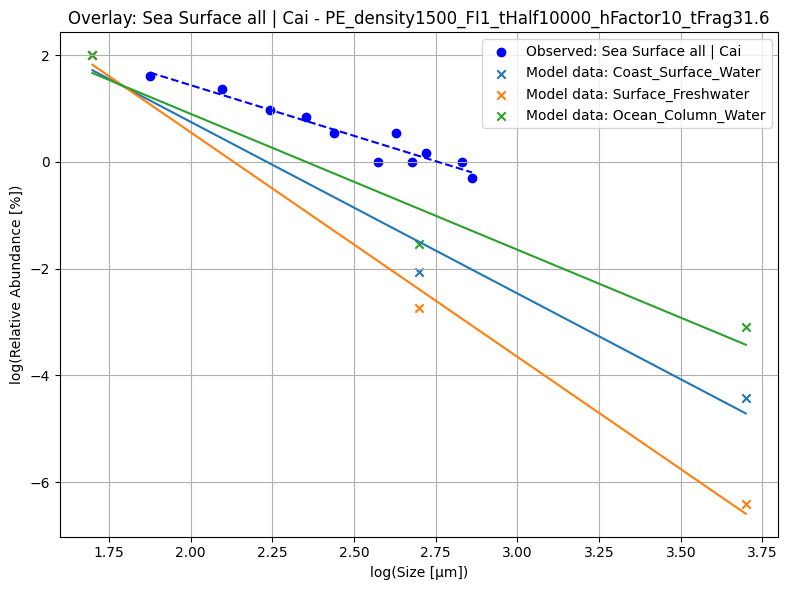 Overlay: Sea Surface all | Cai - PE_density1500_FI1_tHalf10000_hFactor10_tFrag31.6
Observed: Sea Surface all | Cai
Model data: Coast_Surface_Water
Model data: Surface_Freshwater
Model data: Ocean_Column_Water
log(Relative Abundance [%])
2
0
−2
−4
−6
1.75 2.00 2.25 2.50 2.75 3.00 3.25 3.50 3.75
log(Size [µm])